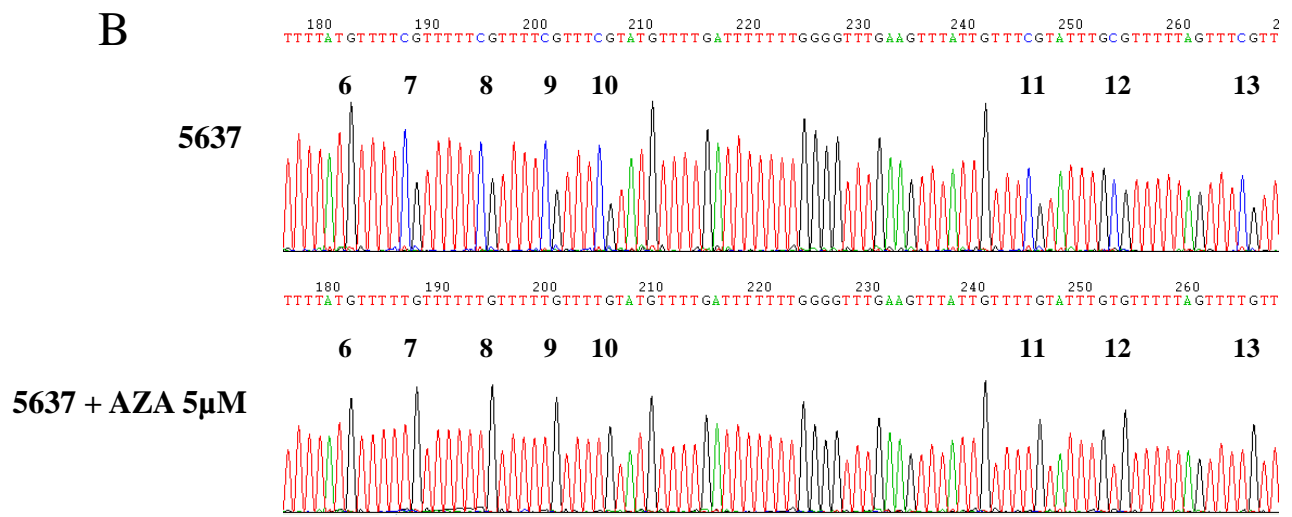 B
180 190 200 210 220 230 240 250 260 2
TTTTATGTTTTCGTTTTTCGTTTTCGTTTCGTATGTTTTGATTTTTTTGGGGTTTGAAGTTTATTGTTTCGTATTTGCGTTTTTAGTTTCGTT
6 7 8 9 10 11 12 13
5637
180 190 200 210 220 230 240 250 260
TTTTATGTTTTTGTTTTTTGTTTTTGTTTTGTATGTTTTGATTTTTTTGGGGTTTGAAGTTTATTGTTTTGTATTTGTGTTTTTAGTTTTGTT
6 7 8 9 10 11 12 13
5637 + AZA 5µM